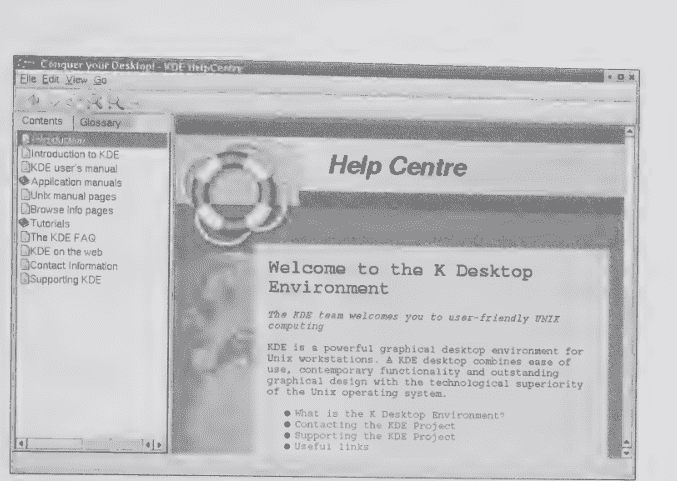 Conquer your Desktop! - KDE HelpCentre
File Edit View Go
Contents Glossary
Introduction
Introduction to KDE
KDE user's manual
Application manuals
Unix manual pages
Browse info pages
Tutorials
The KDE FAQ
KDE on the web
Contact Information
Supporting KDE
Help Centre
Welcome to the K Desktop
Environment
The KDE team welcomes you to user-friendly UNIX
computing
KDE is a powerful graphical desktop environment for
Unix workstations. A KDE desktop combines ease of
use, contemporary functionality and outstanding
graphical design with the technological superiority
of the Unix operating system.
What is the K Desktop Environment?
Contacting the KDE Project
Supporting the KDE Project
Useful links